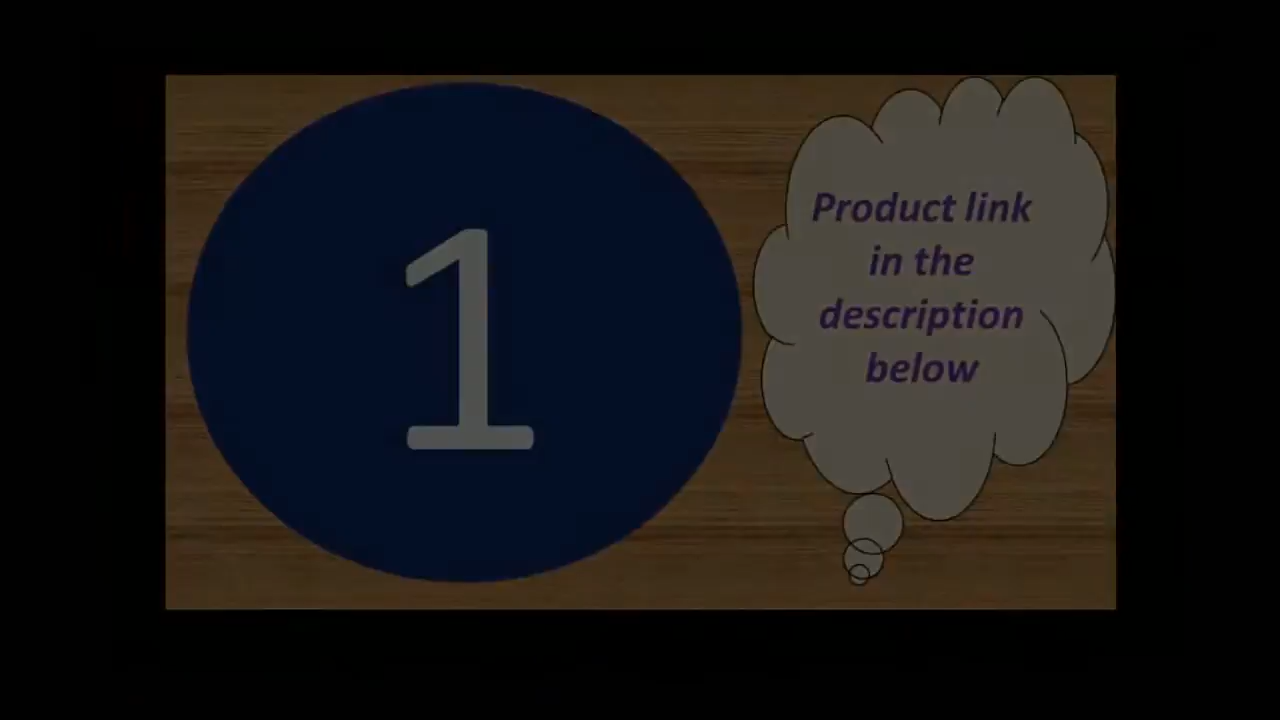 1
Product link
in the
description
below